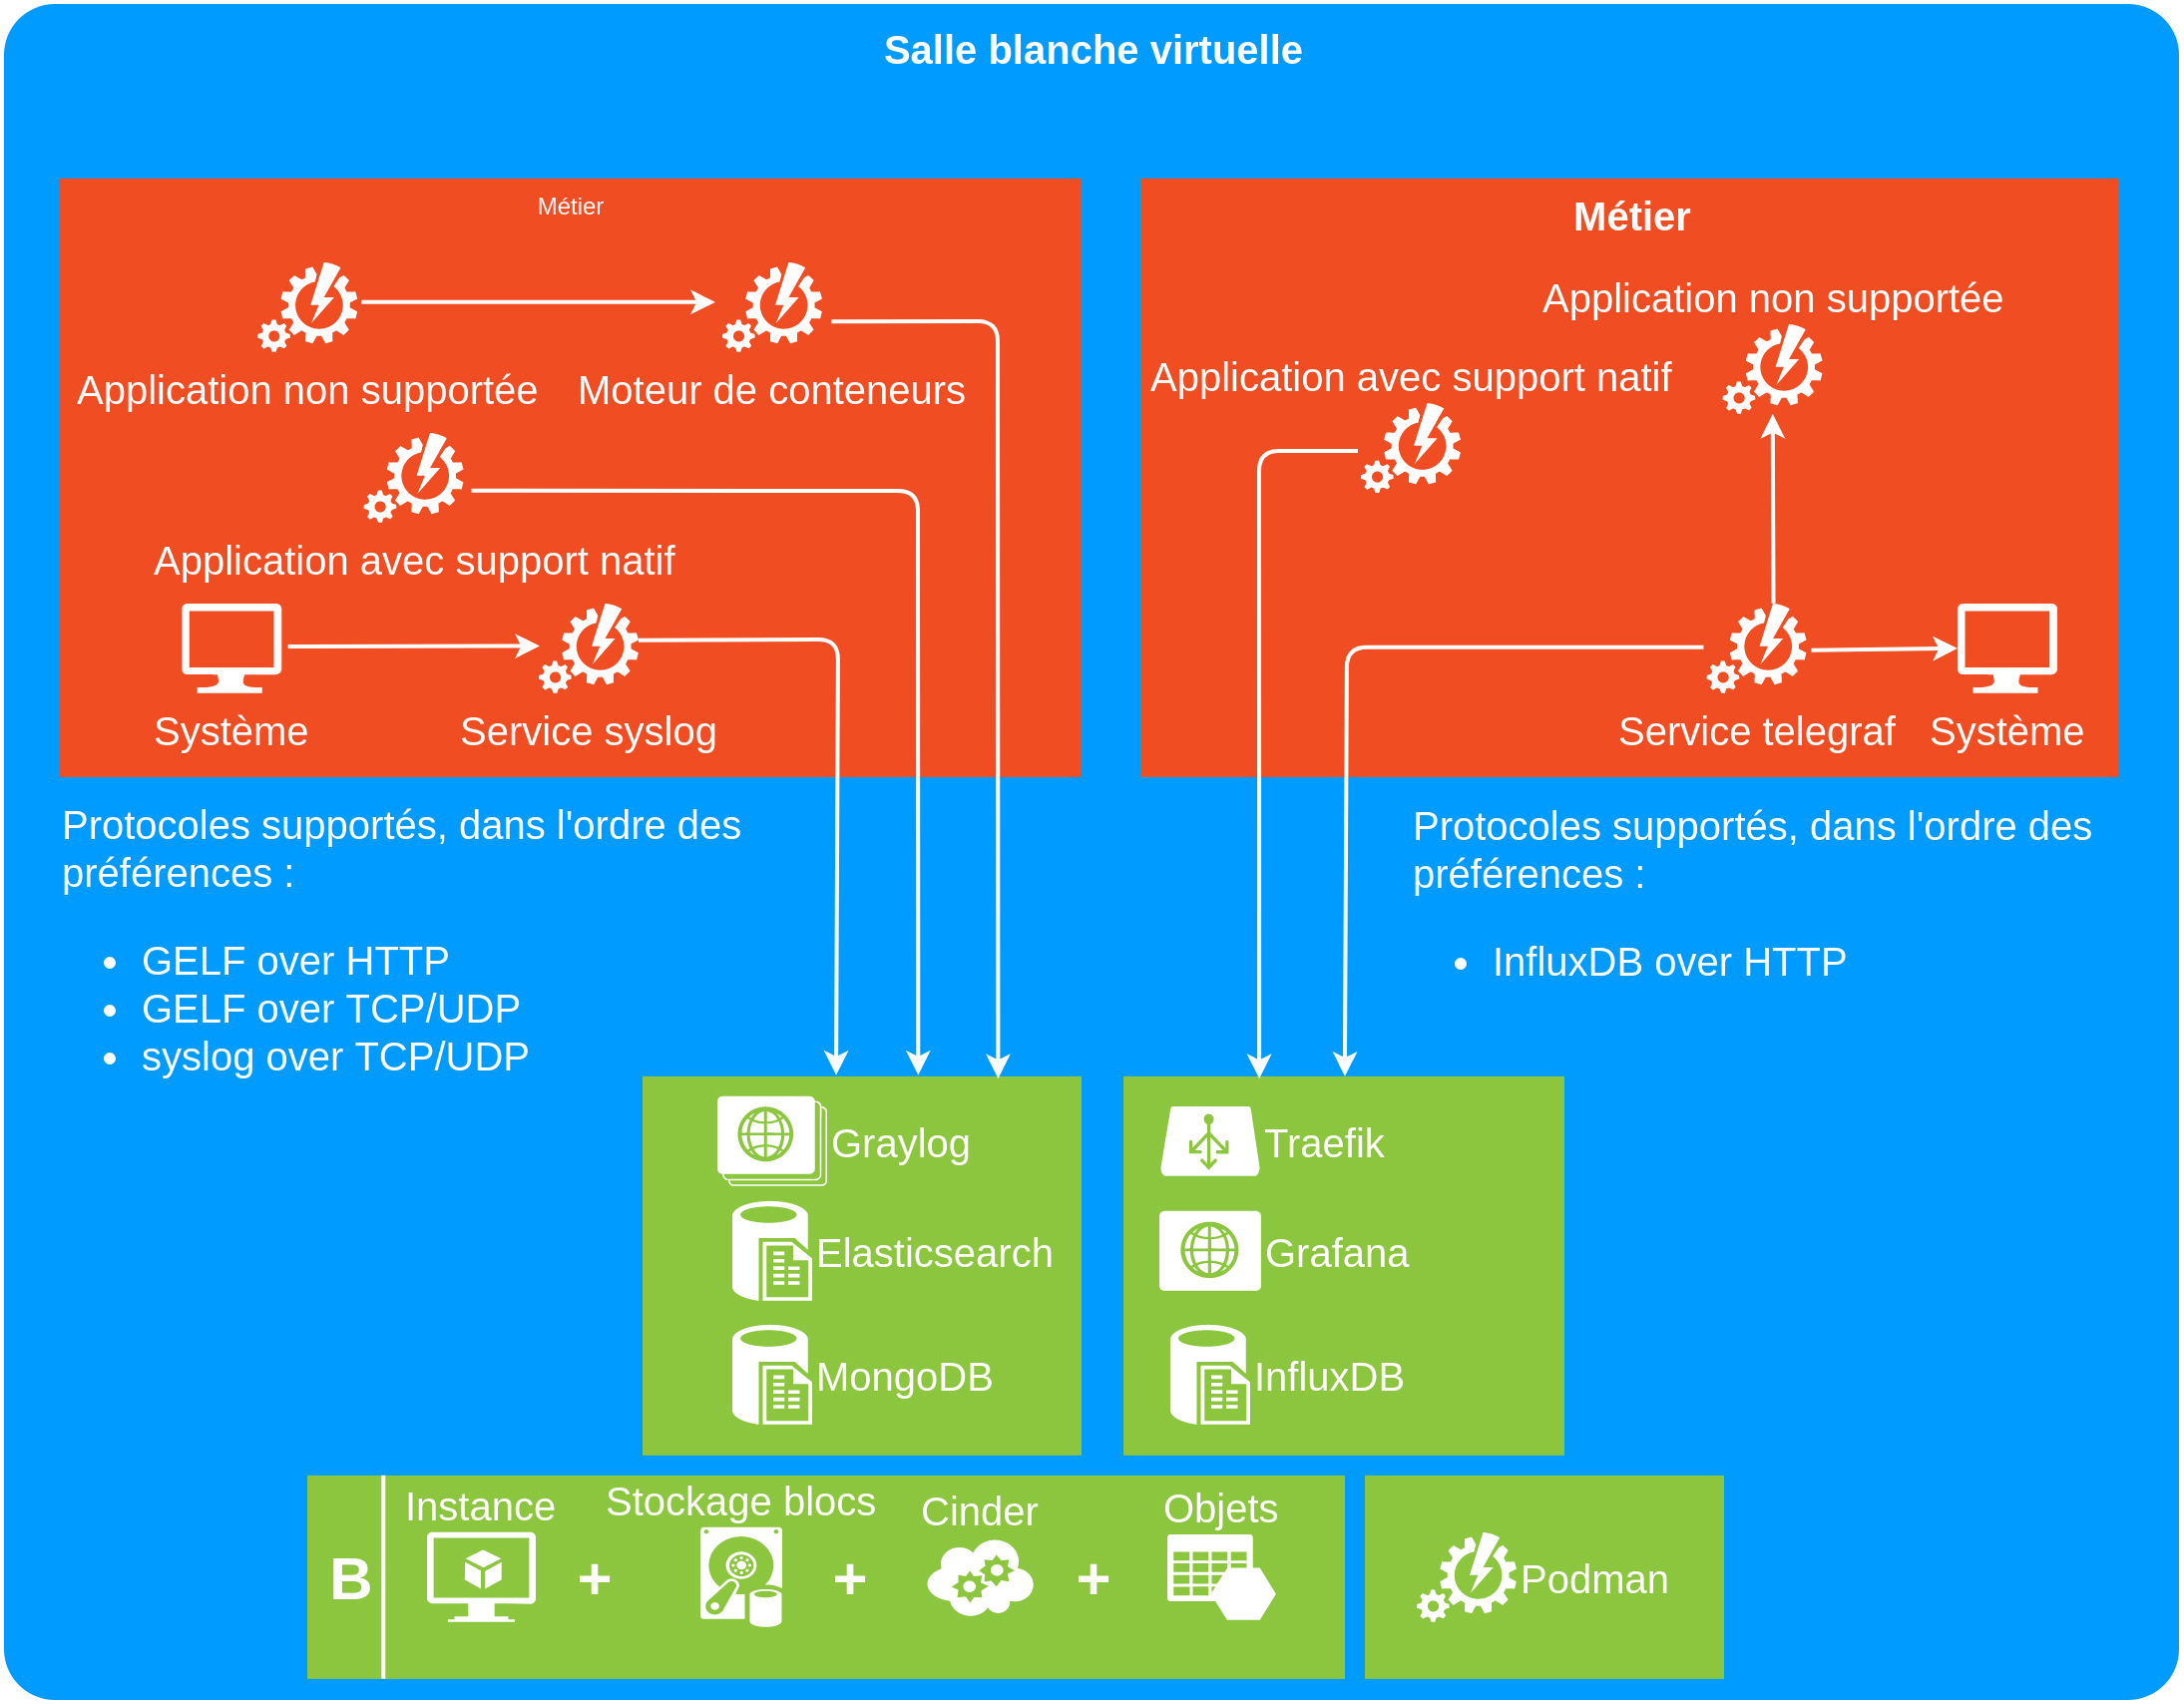 Salle blanche virtuelle
Métier
Application non supportée
Moteur de conteneurs
Application avec support natif
Système
Service syslog
Métier
Application non supportée
Application avec support natif
Service telegraf
Système
Protocoles supportés, dans l'ordre des
préférences :
• GELF over HTTP
• GELF over TCP/UDP
• syslog over TCP/UDP
Protocoles supportés, dans l'ordre des
préférences :
• InfluxDB over HTTP
Graylog
Elasticsearch
MongoDB
Traefik
Grafana
InfluxDB
B
Instance
+
Stockage blocs
+
Cinder
+
Objets
Podman